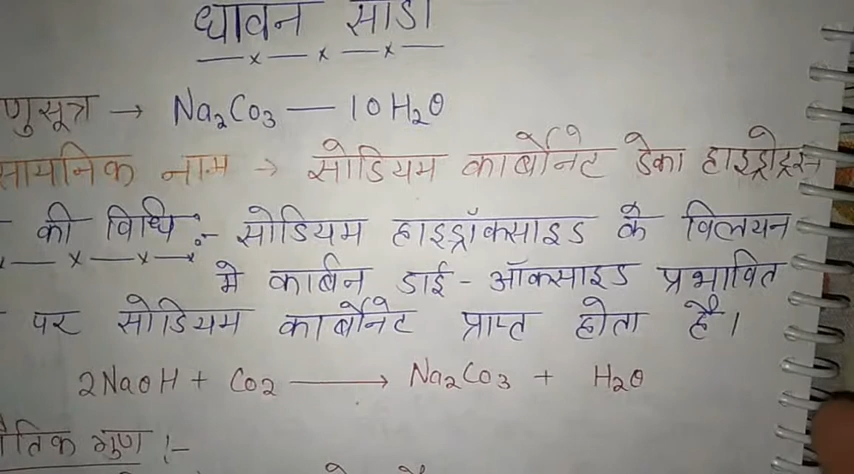 धावन सोडा
णुसूत्र → Na₂Co₃ — 10H₂O
सायनिक नाम → सोडियम कार्बोनेट डेका हाइड्रेट
की विधि :- सोडियम हाइड्रॉक्साइड के विलयन
मे कार्बन डाई - ऑक्साइड प्रभावित
पर सोडियम कार्बोनेट प्राप्त होता है।
2NaOH + Co₂ ⟶ Na₂Co₃ + H₂O
तिक गुण :-